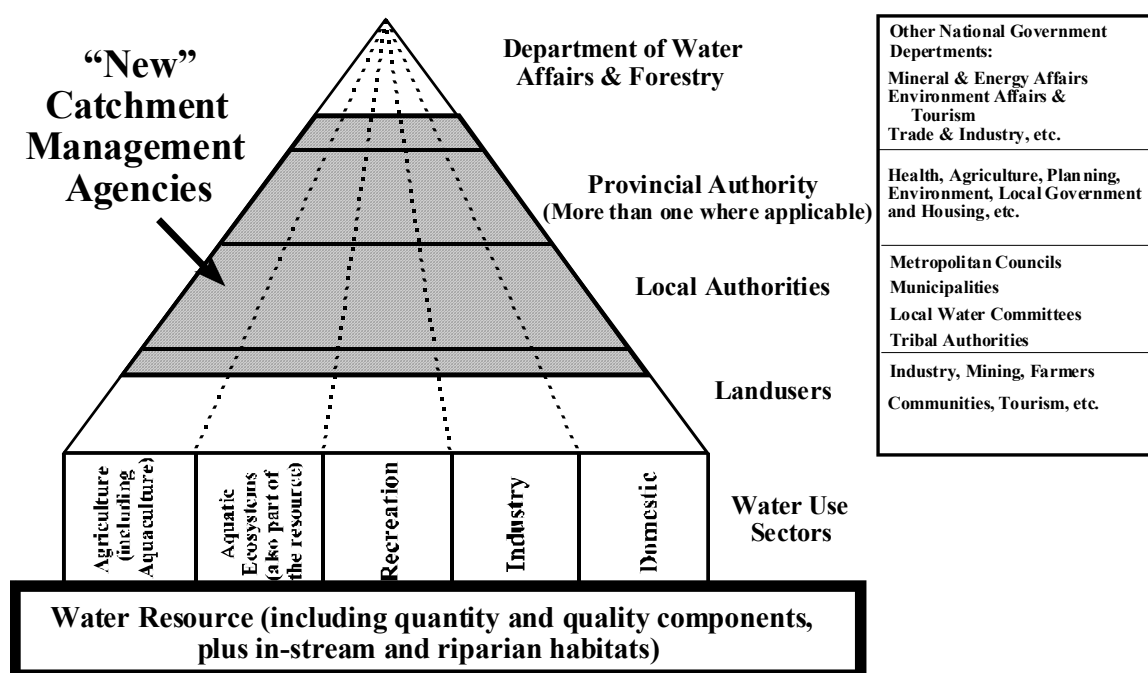 “New”
Catchment
Management
Agencies
Department of Water
Affairs & Forestry
Provincial Authority
(More than one where applicable)
Local Authorities
Landusers
Water Use
Sectors
Agriculture
(including
Aquaculture)
Aquatic
Ecosystems
(also part of
the resource)
Recreation
Industry
Domestic
Water Resource (including quantity and quality components,
plus in-stream and riparian habitats)
Other National Government
Departments:
Mineral & Energy Affairs
Environment Affairs &
Tourism
Trade & Industry, etc.
Health, Agriculture, Planning,
Environment, Local Government
and Housing, etc.
Metropolitan Councils
Municipalities
Local Water Committees
Tribal Authorities
Industry, Mining, Farmers
Communities, Tourism, etc.